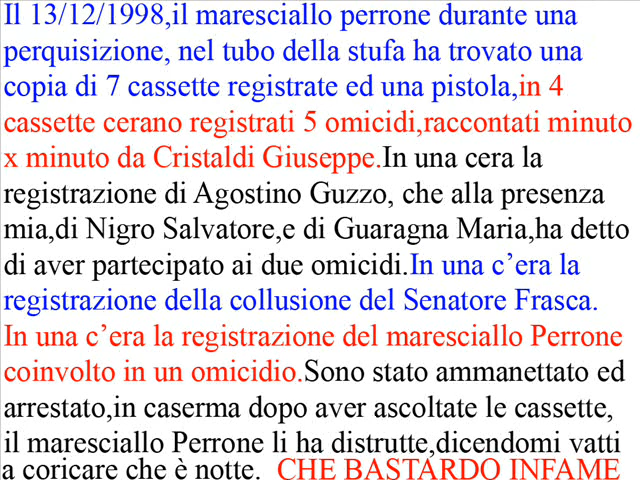 Il 13/12/1998,il maresciallo perrone durante una
perquisizione, nel tubo della stufa ha trovato una
copia di 7 cassette registrate ed una pistola,in 4
cassette cerano registrati 5 omicidi,raccontati minuto
x minuto da Cristaldi Giuseppe.In una cera la
registrazione di Agostino Guzzo, che alla presenza
mia,di Nigro Salvatore,e di Guaragna Maria,ha detto
di aver partecipato ai due omicidi.In una c’era la
registrazione della collusione del Senatore Frasca.
In una c’era la registrazione del maresciallo Perrone
coinvolto in un omicidio.Sono stato ammanettato ed
arrestato,in caserma dopo aver ascoltate le cassette,
il maresciallo Perrone li ha distrutte,dicendomi vatti
a coricare che è notte.  CHE BASTARDO INFAME